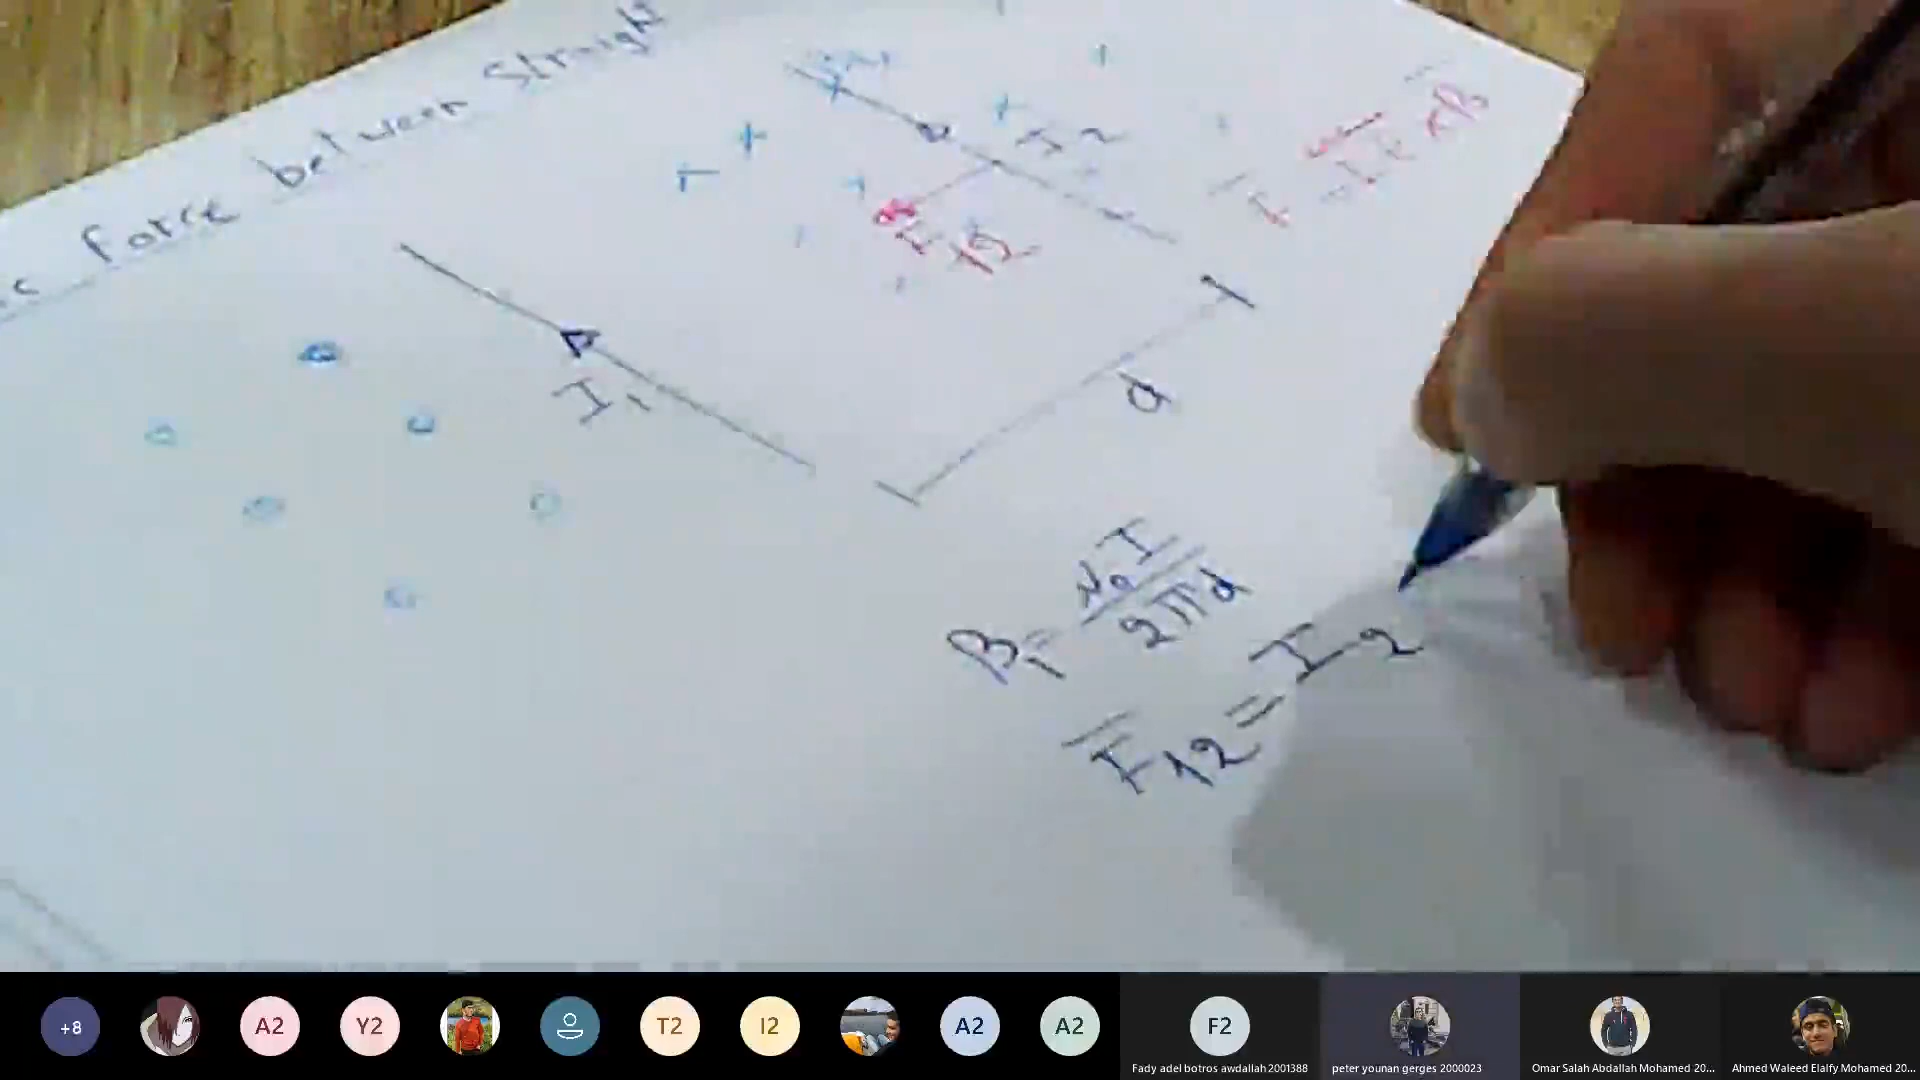 Force between Straight
I2
F12
F = I l × B
I1
d
B1 = μ0 I / 2πd
F12 = I2
+8
A2
Y2
T2
I2
A2
A2
F2
Fady adel botros awdallah 2001388
peter younan gerges 2000023
Omar Salah Abdallah Mohamed 20...
Ahmed Waleed Elalfy Mohamed 20...